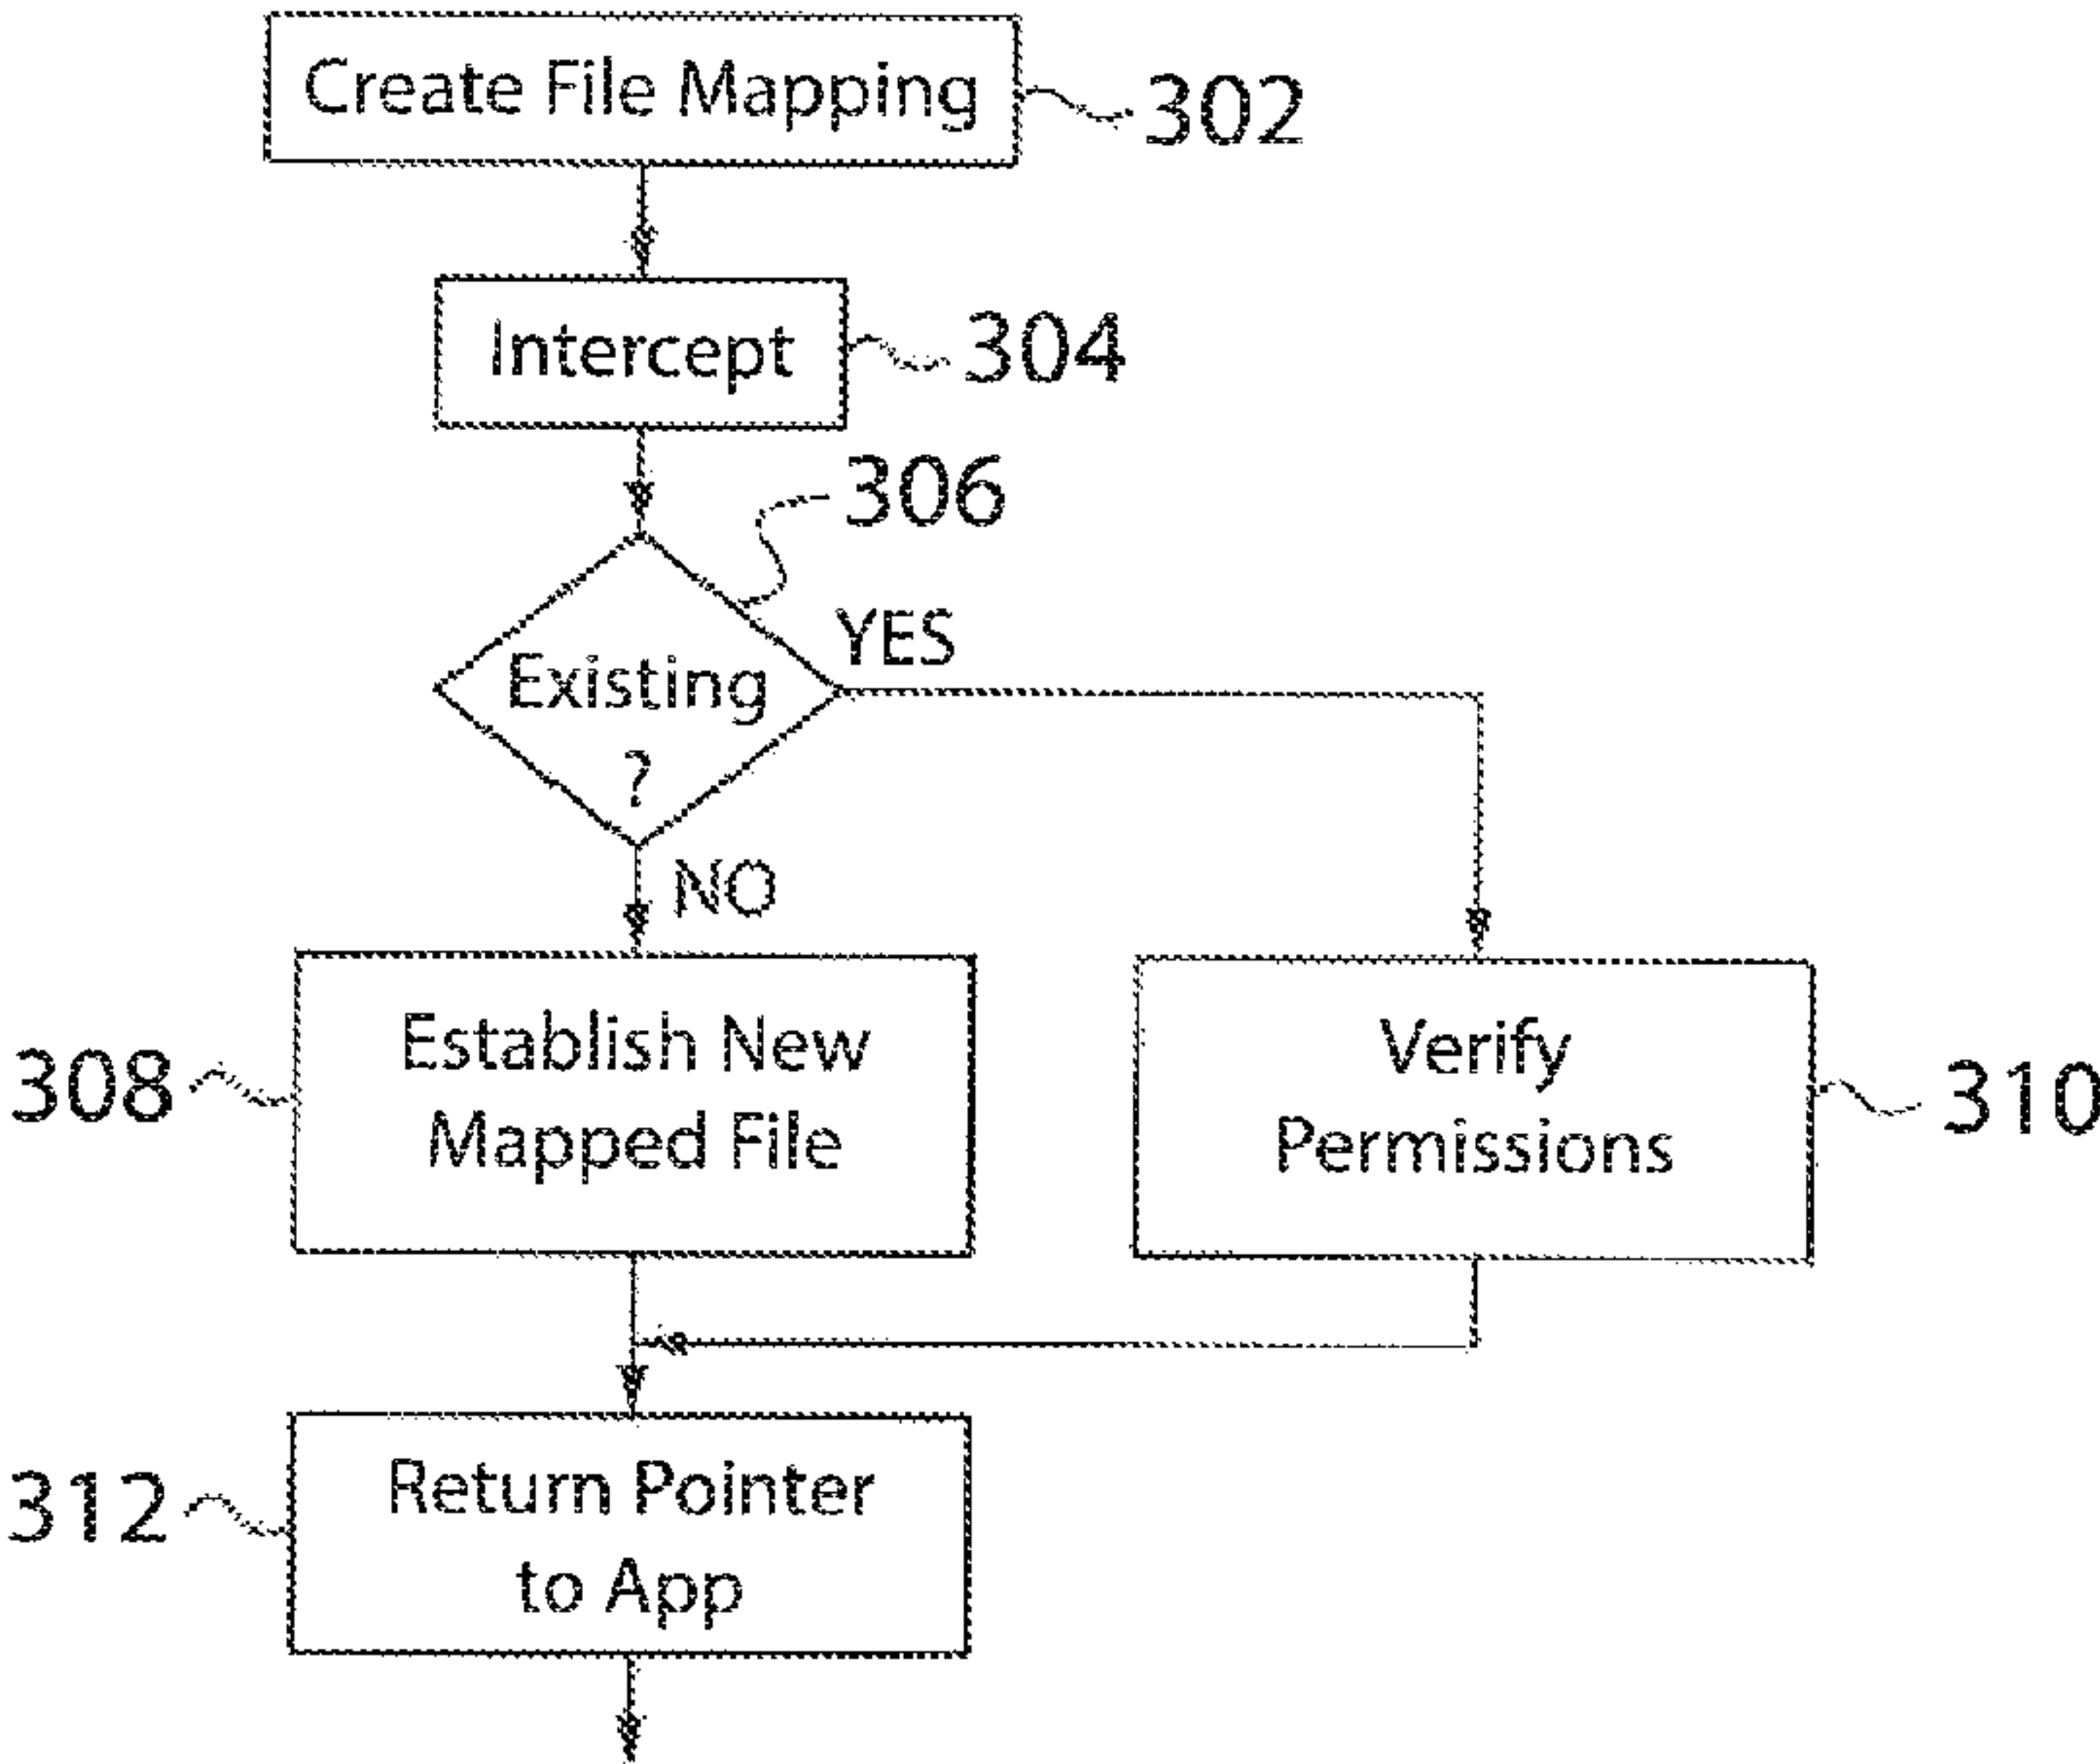 Create File Mapping
302
Intercept
304
306
YES
Existing
?
NO
308
Establish New
Mapped File
Verify
Permissions
310
312
Return Pointer
to App